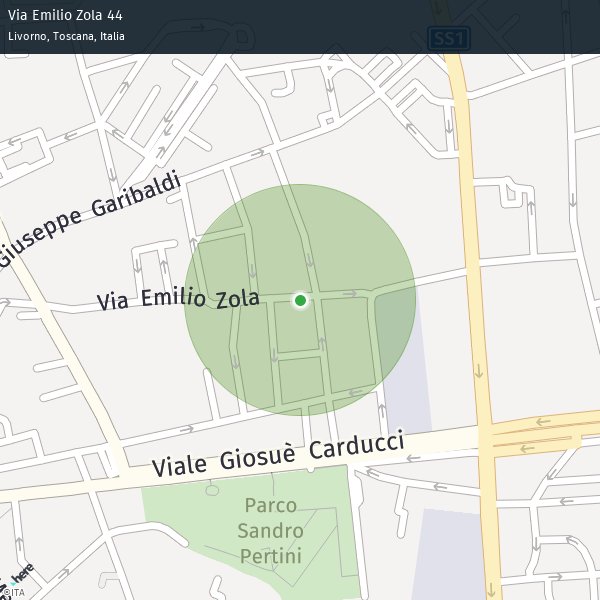 Via Emilio Zola 44
Livorno, Toscana, Italia
SS1
Giuseppe Garibaldi
Via Emilio Zola
Viale Giosuè Carducci
Parco
Sandro
Pertini
here
©ITA